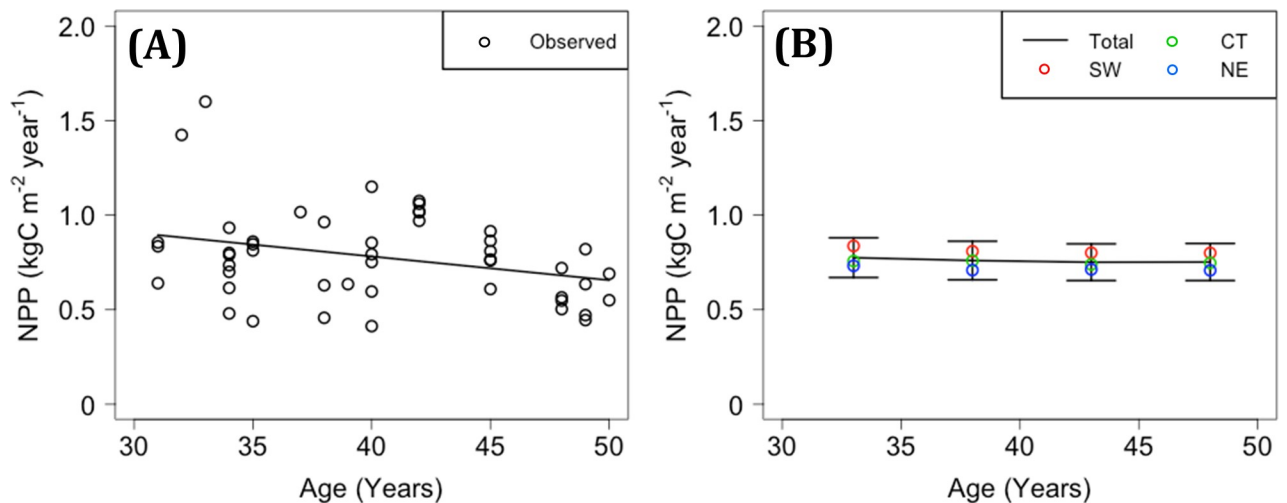 (A)
Observed
2.0
1.5
1.0
0.5
0
NPP (kgC m⁻² year⁻¹)
30 35 40 45 50
Age (Years)
(B)
Total CT
SW NE
2.0
1.5
1.0
0.5
0
NPP (kgC m⁻² year⁻¹)
30 35 40 45 50
Age (Years)